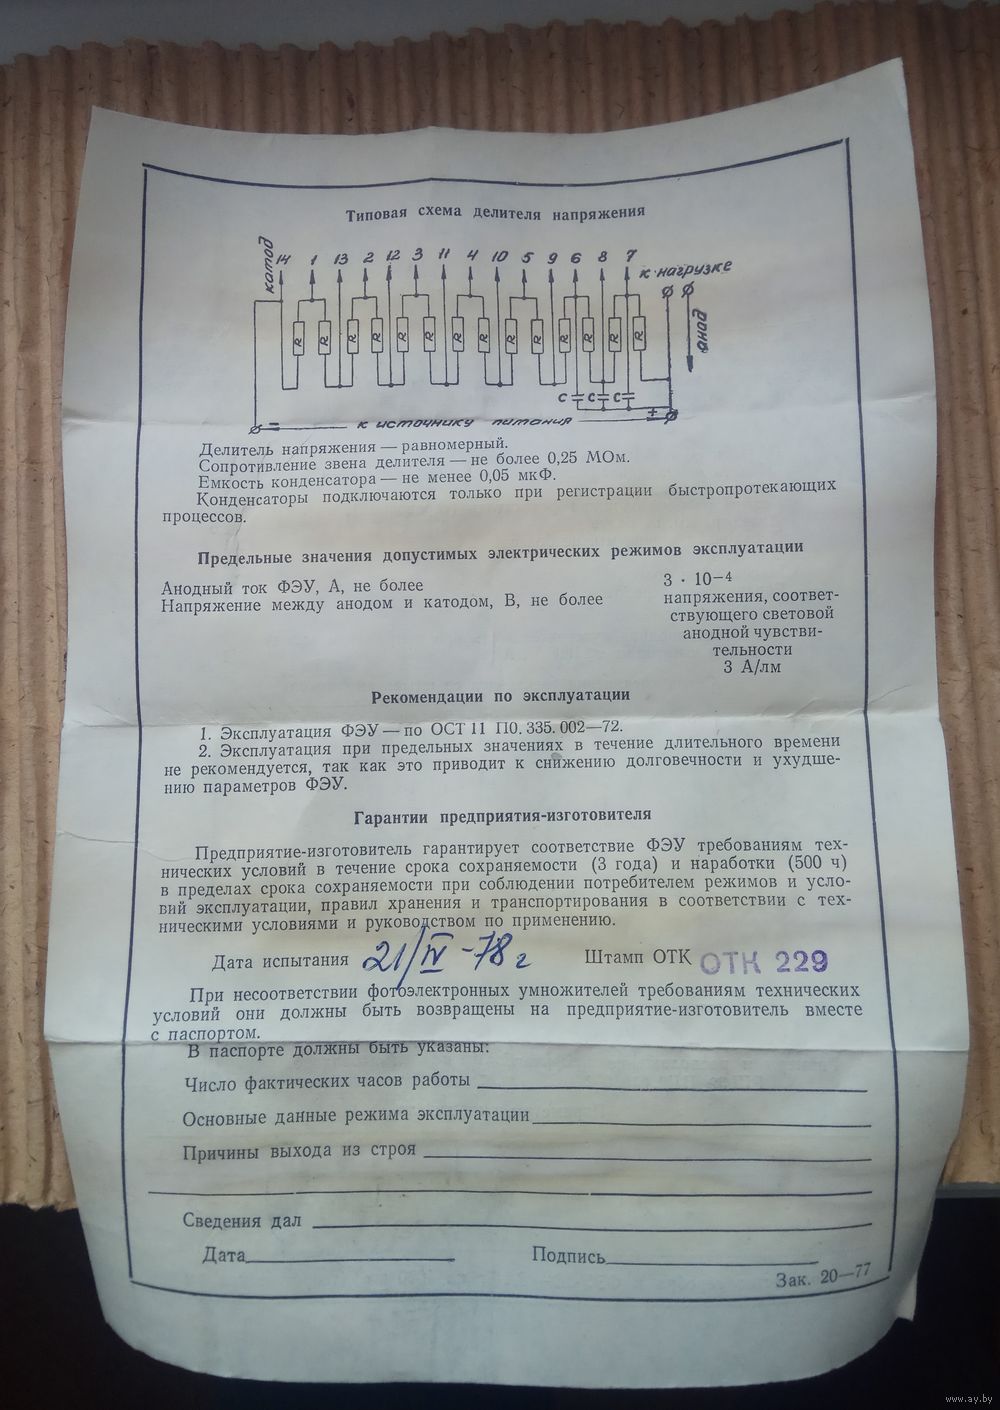 Типовая схема делителя напряжения
катод
14 1 13 2 12 3 11 4 10 5 9 6 8 7
к нагрузке
анод
R R R R R R R R R R R R R R
C C C
− к источнику питания +
Делитель напряжения — равномерный.
Сопротивление звена делителя — не более 0,25 МОм.
Емкость конденсатора — не менее 0,05 мкФ.
Конденсаторы подключаются только при регистрации быстропротекающих
процессов.
Предельные значения допустимых электрических режимов эксплуатации
Анодный ток ФЭУ, А, не более 3 · 10−4
Напряжение между анодом и катодом, В, не более напряжения, соответ-
ствующего световой
анодной чувстви-
тельности
3 А/лм
Рекомендации по эксплуатации
1. Эксплуатация ФЭУ — по ОСТ 11 П0.335.002—72.
2. Эксплуатация при предельных значениях в течение длительного времени
не рекомендуется, так как это приводит к снижению долговечности и ухудше-
нию параметров ФЭУ.
Гарантии предприятия-изготовителя
Предприятие-изготовитель гарантирует соответствие ФЭУ требованиям тех-
нических условий в течение срока сохраняемости (3 года) и наработки (500 ч)
в пределах срока сохраняемости при соблюдении потребителем режимов и усло-
вий эксплуатации, правил хранения и транспортирования в соответствии с тех-
ническими условиями и руководством по применению.
Дата испытания 21/IV-78 г Штамп ОТК ОТК 229
При несоответствии фотоэлектронных умножителей требованиям технических
условий они должны быть возвращены на предприятие-изготовитель вместе
с паспортом.
В паспорте должны быть указаны:
Число фактических часов работы
Основные данные режима эксплуатации
Причины выхода из строя
Сведения дал
Дата Подпись
Зак. 20—77
www.ay.by